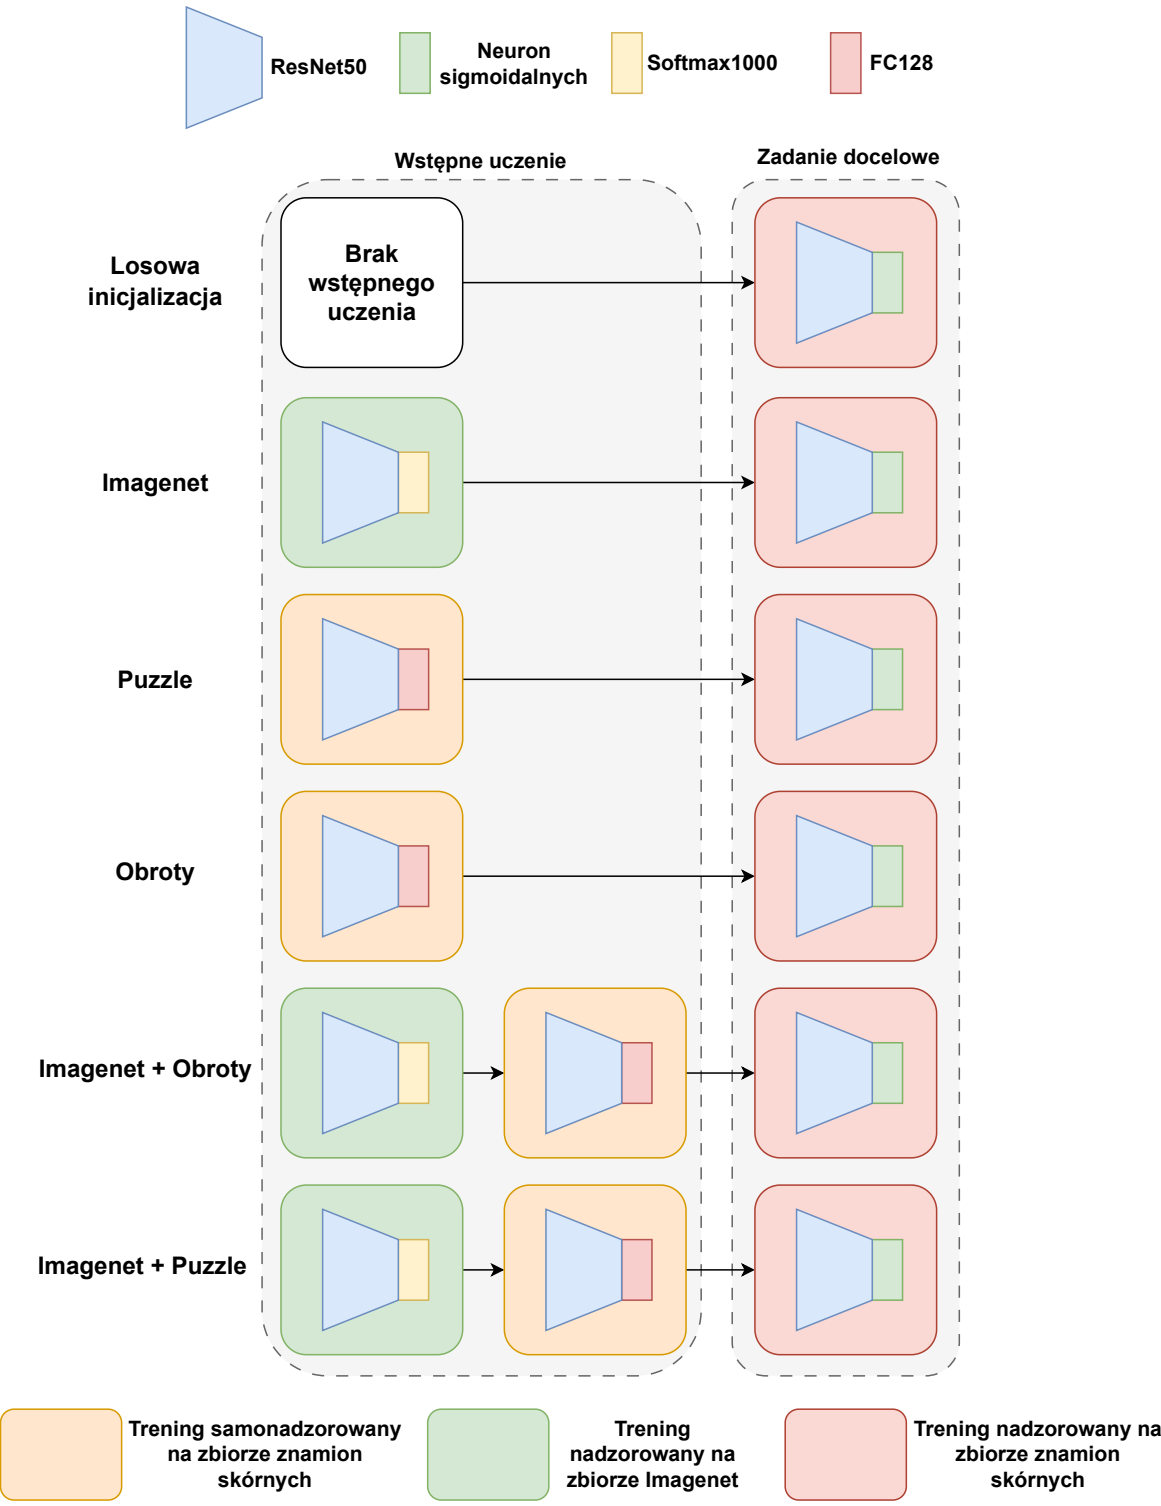 ResNet50
Neuron
sigmoidalnych
Softmax1000
FC128
Wstępne uczenie
Zadanie docelowe
Losowa
inicjalizacja
Brak
wstępnego
uczenia
Imagenet
Puzzle
Obroty
Imagenet + Obroty
Imagenet + Puzzle
Trening samonadzorowany
na zbiorze znamion
skórnych
Trening
nadzorowany na
zbiorze Imagenet
Trening nadzorowany na
zbiorze znamion
skórnych